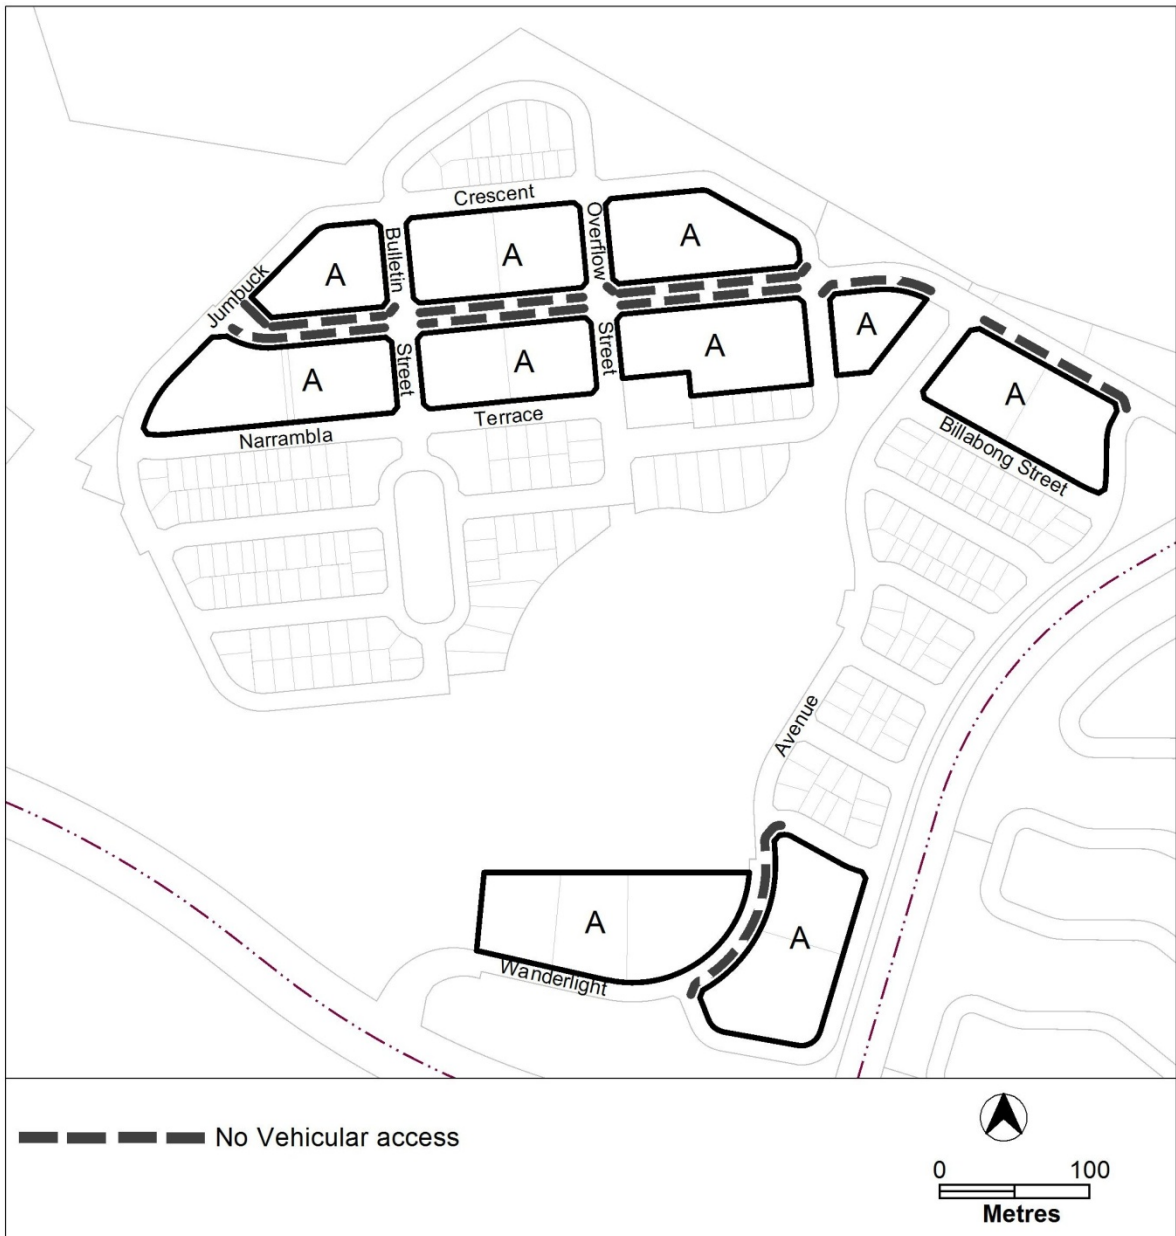 Crescent
A
Overflow
A
Bulletin
A
Jumbuck
A
A
Street
A
Street
A
A
Terrace
Narrambla
Billabong Street
Avenue
A
A
Wanderlight
No Vehicular access
0 100
Metres